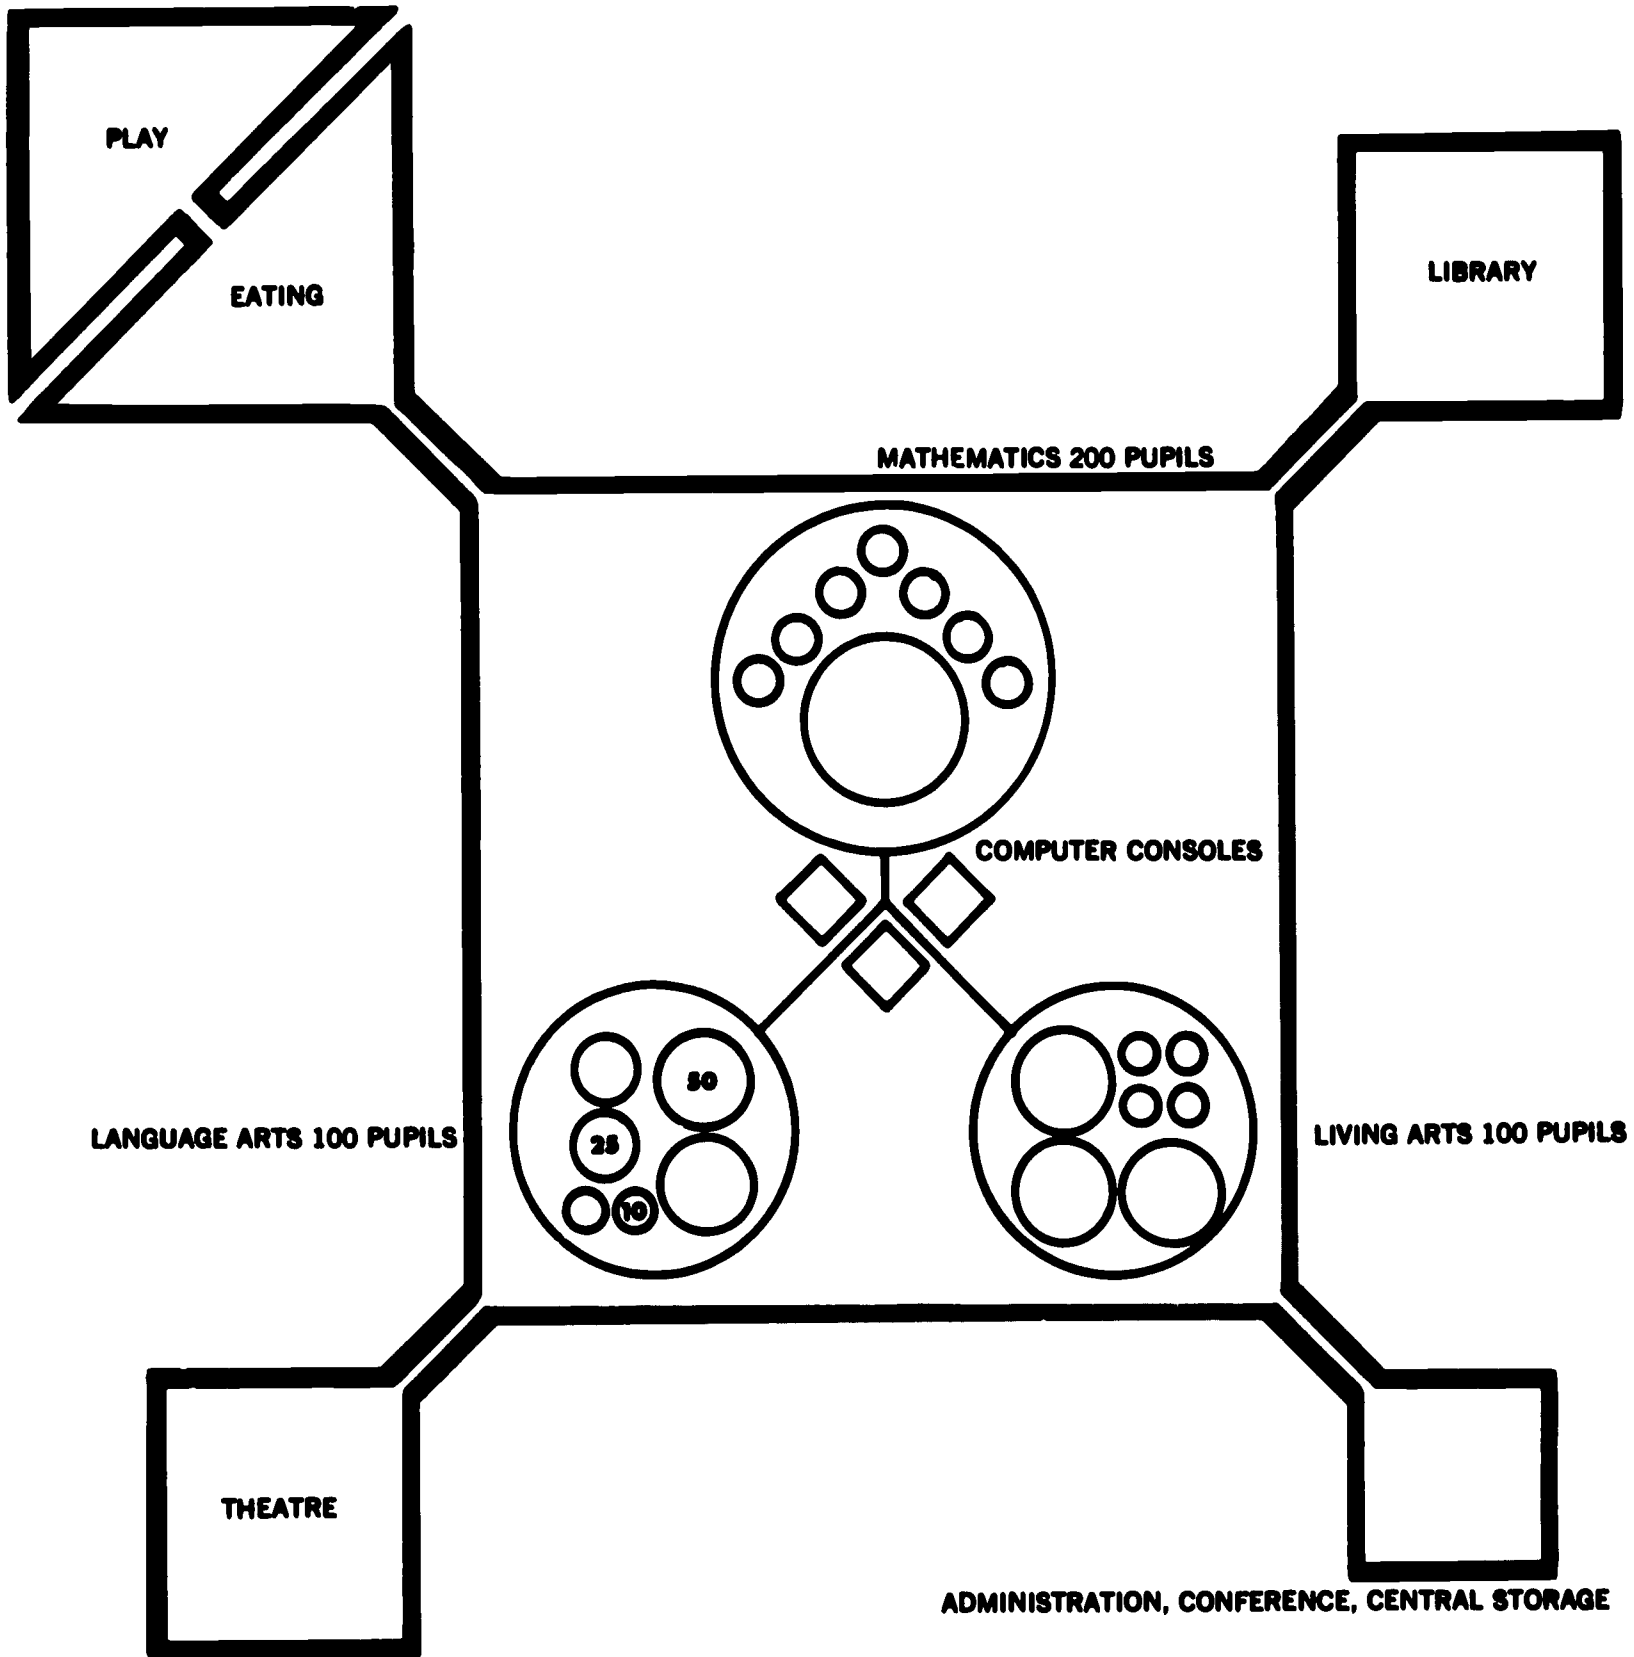 PLAY
EATING
LIBRARY
MATHEMATICS 200 PUPILS
COMPUTER CONSOLES
50
LANGUAGE ARTS 100 PUPILS
25
LIVING ARTS 100 PUPILS
10
THEATRE
ADMINISTRATION, CONFERENCE, CENTRAL STORAGE